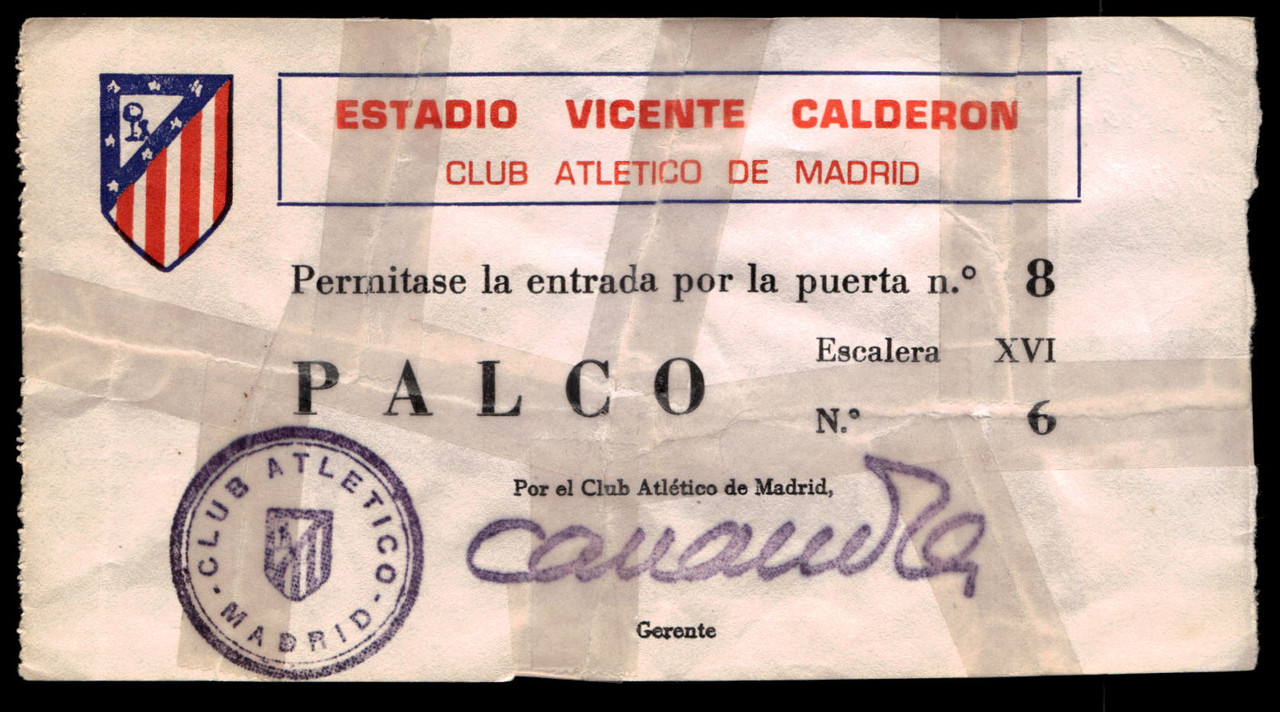 ESTADIO VICENTE CALDERON
CLUB ATLETICO DE MADRID
Permitase la entrada por la puerta n.º 8
PALCO
Escalera XVI
N.º 6
Por el Club Atlético de Madrid,
Gerente
CLUB ATLETICO - MADRID -